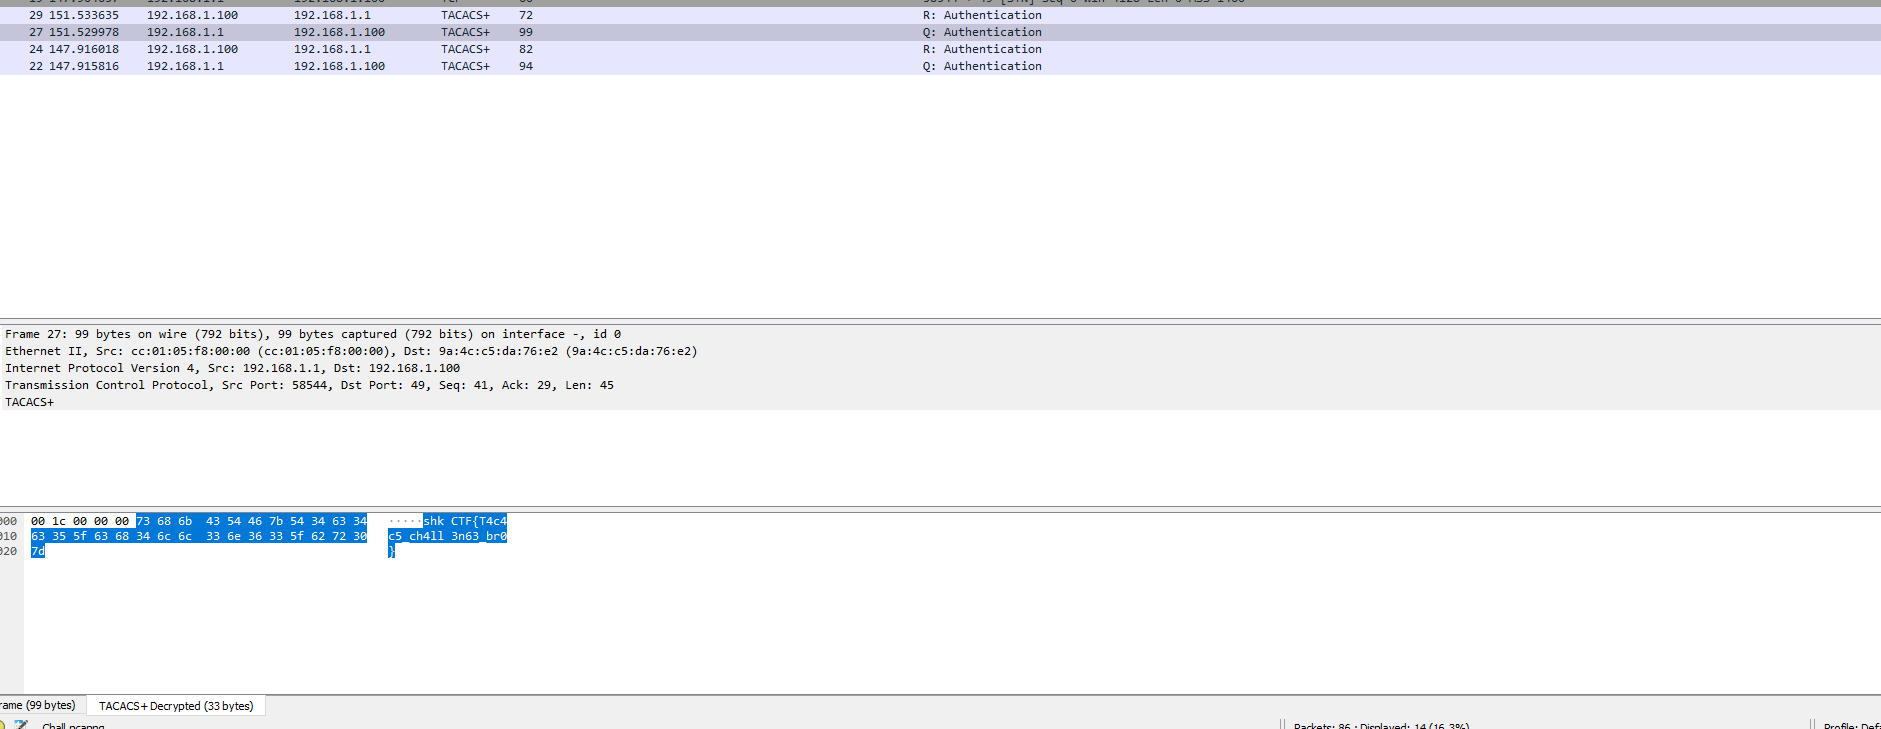 29 151.533635 192.168.1.100 192.168.1.1 TACACS+ 72 R: Authentication
27 151.529978 192.168.1.1 192.168.1.100 TACACS+ 99 Q: Authentication
24 147.916018 192.168.1.100 192.168.1.1 TACACS+ 82 R: Authentication
22 147.915816 192.168.1.1 192.168.1.100 TACACS+ 94 Q: Authentication
Frame 27: 99 bytes on wire (792 bits), 99 bytes captured (792 bits) on interface -, id 0
Ethernet II, Src: cc:01:05:f8:00:00 (cc:01:05:f8:00:00), Dst: 9a:4c:c5:da:76:e2 (9a:4c:c5:da:76:e2)
Internet Protocol Version 4, Src: 192.168.1.1, Dst: 192.168.1.100
Transmission Control Protocol, Src Port: 58544, Dst Port: 49, Seq: 41, Ack: 29, Len: 45
TACACS+
000 00 1c 00 00 00 73 68 6b 43 54 46 7b 54 34 63 34 ·····shk CTF{T4c4
010 63 35 5f 63 68 34 6c 6c 33 6e 36 33 5f 62 72 30 c5_ch4ll 3n63_br0
020 7d }
rame (99 bytes) TACACS+ Decrypted (33 bytes)
Chall.pcapng Packets: 86 · Displayed: 14 (16.3%) Profile: Defa